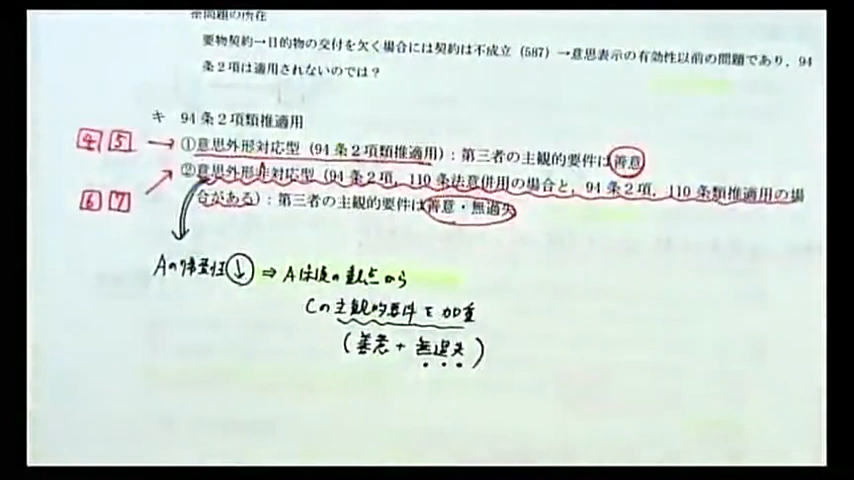 ※問題の所在
要物契約→目的物の交付を欠く場合には契約は不成立（587）→意思表示の有効性以前の問題であり，94
条2項は適用されないのでは？
キ 94条2項類推適用
4 5 → ①意思外形対応型（94条2項類推適用）：第三者の主観的要件は善意
6 7 → ②意思外形非対応型（94条2項，110条法意併用の場合と，94条2項，110条類推適用の場
合がある）：第三者の主観的要件は善意・無過失
Aの帰責性↓ ⇒ A保護の観点から
Cの主観的要件を加重
（善意＋無過失）